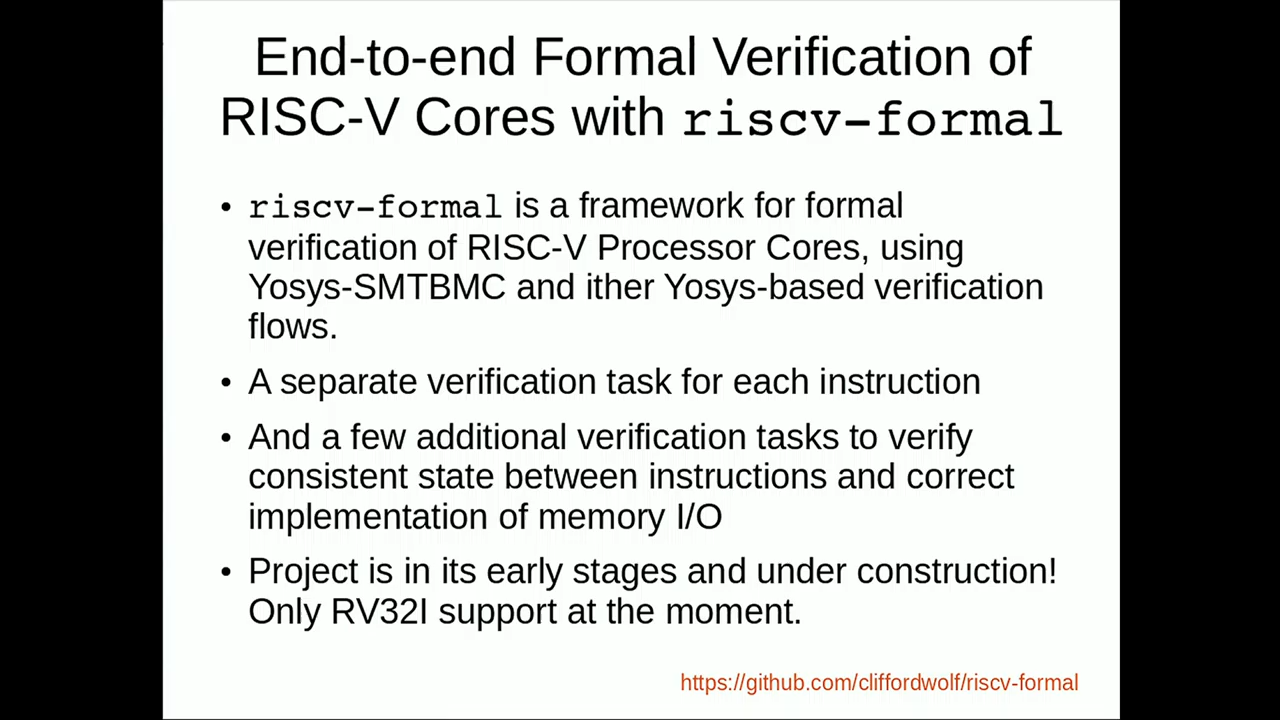 End-to-end Formal Verification of
RISC-V Cores with riscv-formal
• riscv-formal is a framework for formal
verification of RISC-V Processor Cores, using
Yosys-SMTBMC and ither Yosys-based verification
flows.
• A separate verification task for each instruction
• And a few additional verification tasks to verify
consistent state between instructions and correct
implementation of memory I/O
• Project is in its early stages and under construction!
Only RV32I support at the moment.
https://github.com/cliffordwolf/riscv-formal